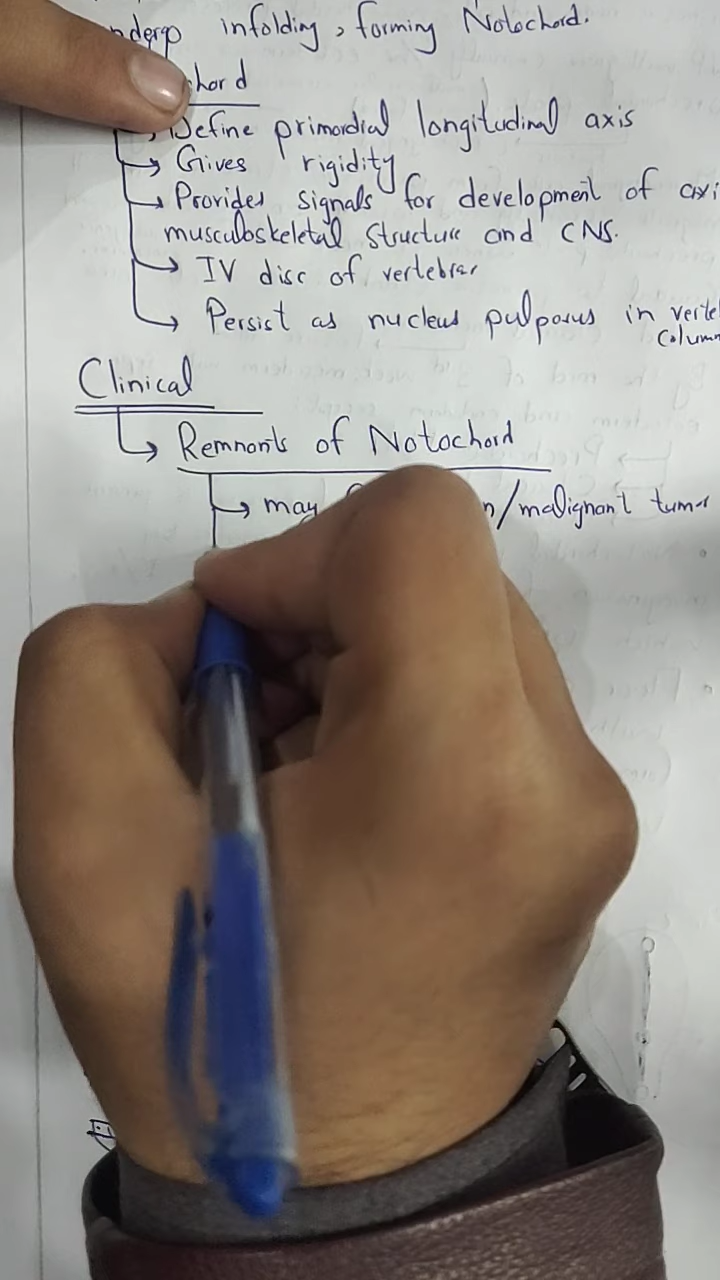 infolding, forming Notochord.
Define primordial longitudinal axis
Gives rigidity
Provides signals for development of axi
musculoskeletal structure and CNS.
IV disc of vertebrae
Persist as nucleus pulposus in verte
Column
Clinical
Remnants of Notochord
may n/malignant tumor